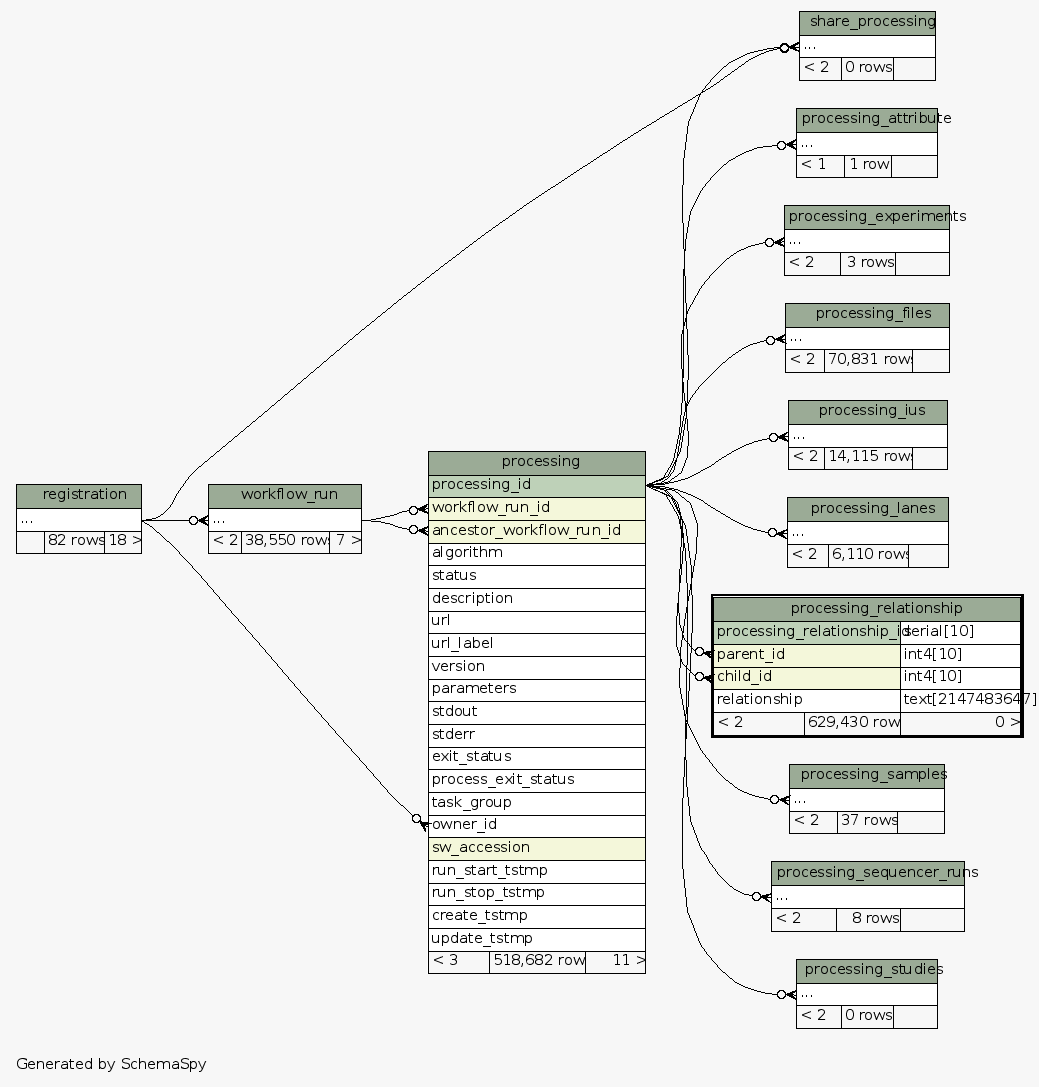 share_processing
...
< 2 0 rows
processing_attribute
...
< 1 1 row
processing_experiments
...
< 2 3 rows
processing_files
...
< 2 70,831 rows
processing_ius
...
< 2 14,115 rows
processing_lanes
...
< 2 6,110 rows
registration
...
82 rows 18 >
workflow_run
...
< 2 38,550 rows 7 >
processing
processing_id
workflow_run_id
ancestor_workflow_run_id
algorithm
status
description
url
url_label
version
parameters
stdout
stderr
exit_status
process_exit_status
task_group
owner_id
sw_accession
run_start_tstmp
run_stop_tstmp
create_tstmp
update_tstmp
< 3 518,682 row 11 >
processing_relationship
processing_relationship_id serial[10]
parent_id int4[10]
child_id int4[10]
relationship text[2147483647]
< 2 629,430 row 0 >
processing_samples
...
< 2 37 rows
processing_sequencer_runs
...
< 2 8 rows
processing_studies
...
< 2 0 rows
Generated by SchemaSpy